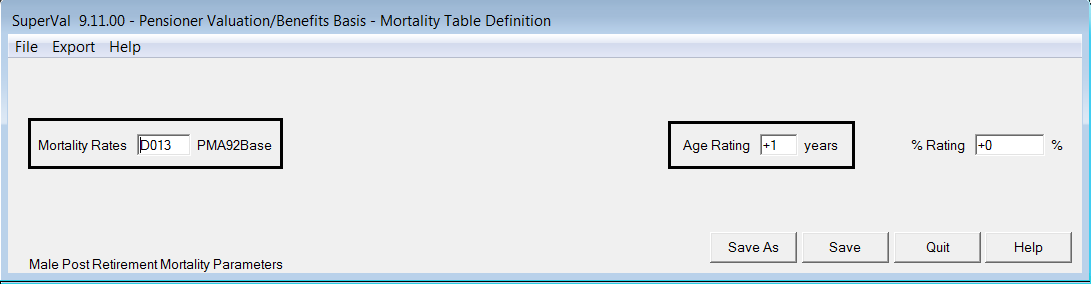 SuperVal 9.11.00 - Pensioner Valuation/Benefits Basis - Mortality Table Definition
File Export Help
Mortality Rates D013 PMA92Base Age Rating +1 years % Rating +0 %
Save As Save Quit Help
Male Post Retirement Mortality Parameters